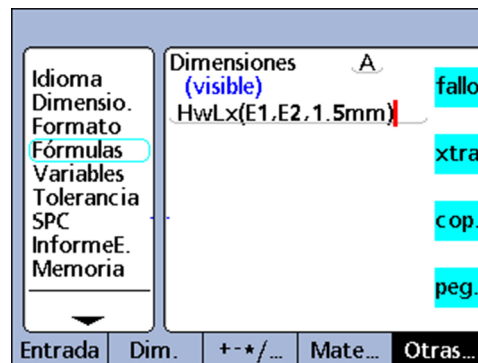 Idioma
Dimensio.
Formato
Fórmulas
Variables
Tolerancia
SPC
InformeE.
Memoria
Dimensiones A
(visible)
HwLx(E1,E2,1.5mm)
fallo
xtra
cop.
peg.
Entrada Dim. +-*/... Mate... Otras...